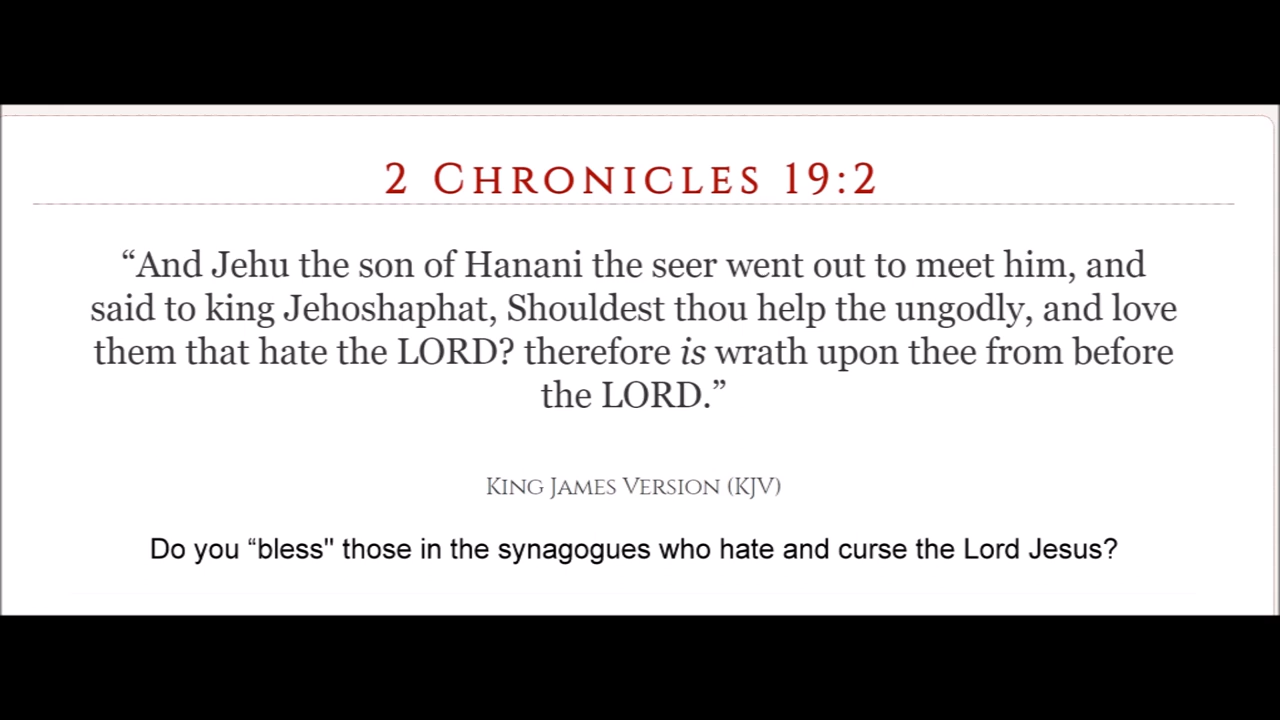 2 CHRONICLES 19:2
“And Jehu the son of Hanani the seer went out to meet him, and
said to king Jehoshaphat, Shouldest thou help the ungodly, and love
them that hate the LORD? therefore is wrath upon thee from before
the LORD.”
KING JAMES VERSION (KJV)
Do you “bless" those in the synagogues who hate and curse the Lord Jesus?